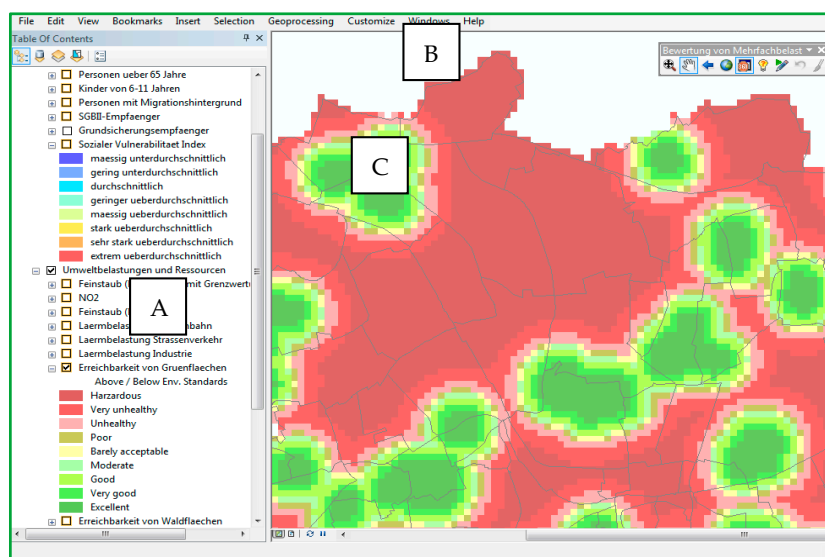 File Edit View Bookmarks Insert Selection Geoprocessing Customize Windows Help
Table Of Contents
Bewertung von Mehrfachbelast
Personen ueber 65 Jahre
Kinder von 6-11 Jahren
Personen mit Migrationshintergrund
SGBII-Empfaenger
Grundsicherungsempfaenger
Sozialer Vulnerabilitaet Index
maessig unterdurchschnittlich
gering unterdurchschnittlich
durchschnittlich
geringer ueberdurchschnittlich
maessig ueberdurchschnittlich
stark ueberdurchschnittlich
sehr stark ueberdurchschnittlich
extrem ueberdurchschnittlich
Umweltbelastungen und Ressourcen
Feinstaub ( mit Grenzwert
NO2
Feinstaub (
Laermbelas nbahn
Laermbelastung Strassenverkehr
Laermbelastung Industrie
Erreichbarkeit von Gruenflaechen
Above / Below Env. Standards
Harzardous
Very unhealthy
Unhealthy
Poor
Barely acceptable
Moderate
Good
Very good
Excellent
Erreichbarkeit von Waldflaechen
A
B
C